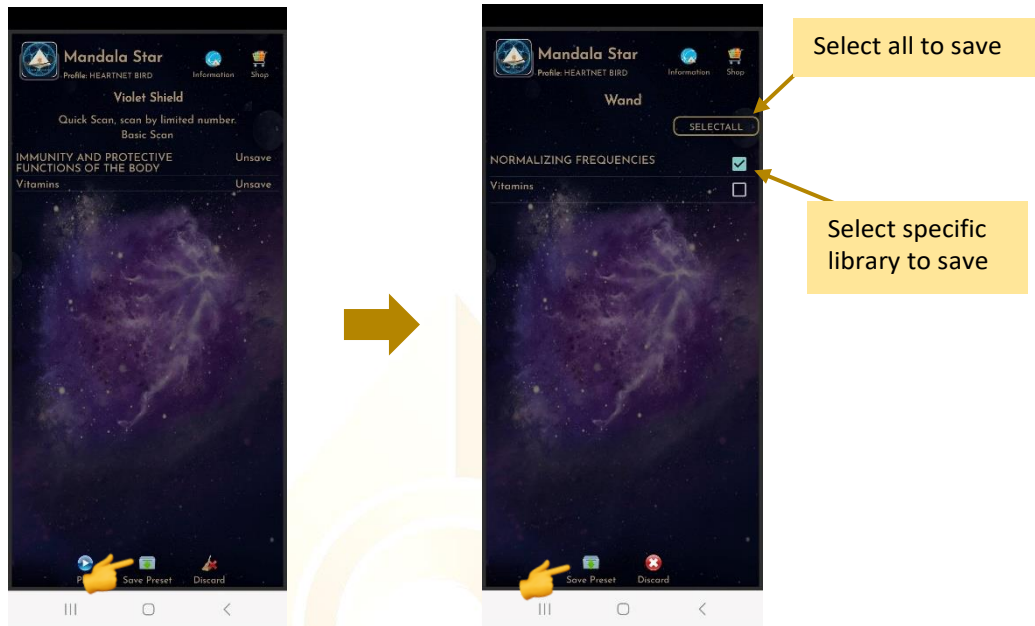 Mandala Star
Profile: HEARTNET BIRD
Information
Shop
Violet Shield
Quick Scan, scan by limited number.
Basic Scan
IMMUNITY AND PROTECTIVE
FUNCTIONS OF THE BODY
Unsave
Vitamins
Unsave
Save Preset
Discard
Mandala Star
Profile: HEARTNET BIRD
Information
Shop
Wand
SELECTALL
NORMALIZING FREQUENCIES
Vitamins
Save Preset
Discard
Select all to save
Select specific
library to save